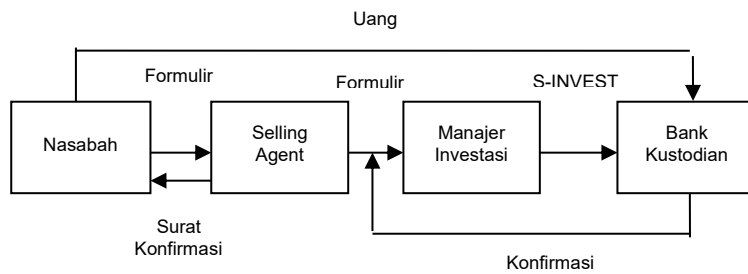 Uang
Formulir
Formulir
S-INVEST
Nasabah
Selling
Agent
Manajer
Investasi
Bank
Kustodian
Surat
Konfirmasi
Konfirmasi